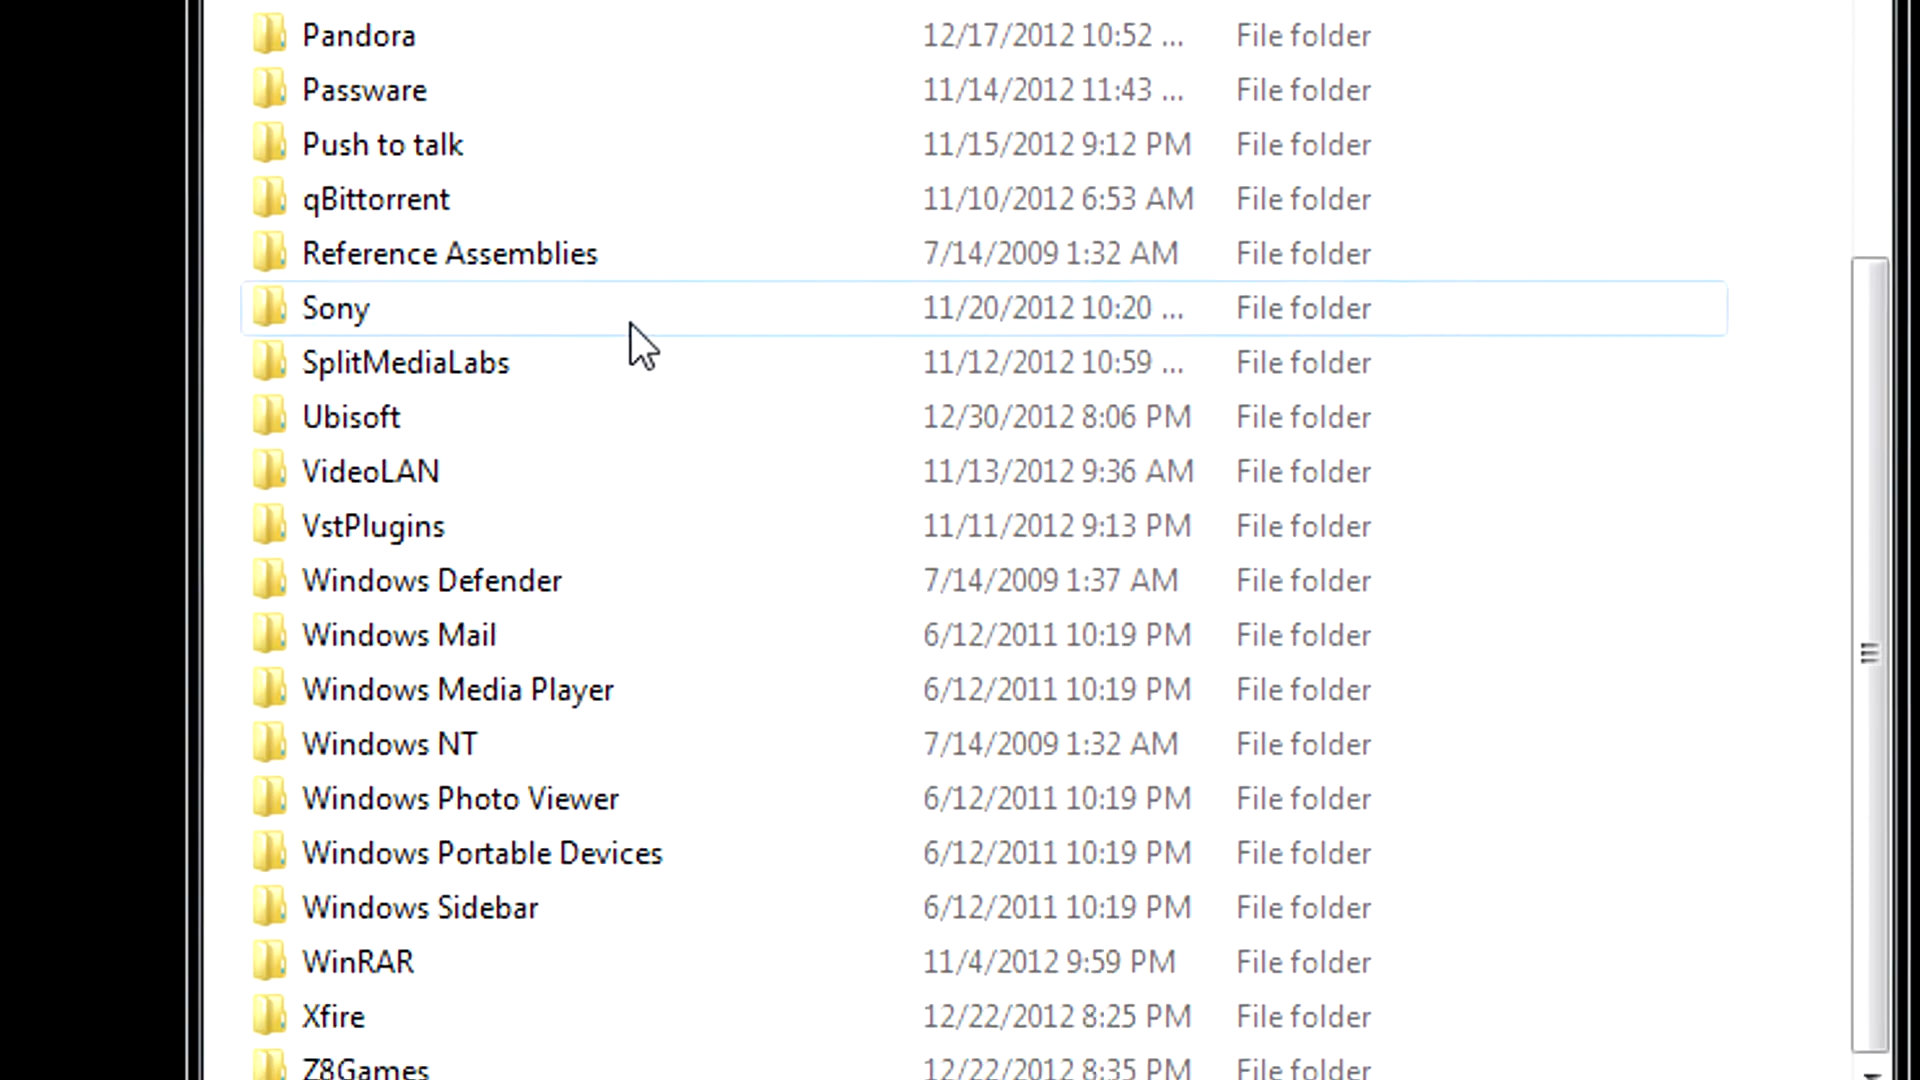 Pandora 12/17/2012 10:52 ... File folder
Passware 11/14/2012 11:43 ... File folder
Push to talk 11/15/2012 9:12 PM File folder
qBittorrent 11/10/2012 6:53 AM File folder
Reference Assemblies 7/14/2009 1:32 AM File folder
Sony 11/20/2012 10:20 ... File folder
SplitMediaLabs 11/12/2012 10:59 ... File folder
Ubisoft 12/30/2012 8:06 PM File folder
VideoLAN 11/13/2012 9:36 AM File folder
VstPlugins 11/11/2012 9:13 PM File folder
Windows Defender 7/14/2009 1:37 AM File folder
Windows Mail 6/12/2011 10:19 PM File folder
Windows Media Player 6/12/2011 10:19 PM File folder
Windows NT 7/14/2009 1:32 AM File folder
Windows Photo Viewer 6/12/2011 10:19 PM File folder
Windows Portable Devices 6/12/2011 10:19 PM File folder
Windows Sidebar 6/12/2011 10:19 PM File folder
WinRAR 11/4/2012 9:59 PM File folder
Xfire 12/22/2012 8:25 PM File folder
Z8Games 12/22/2012 8:35 PM File folder